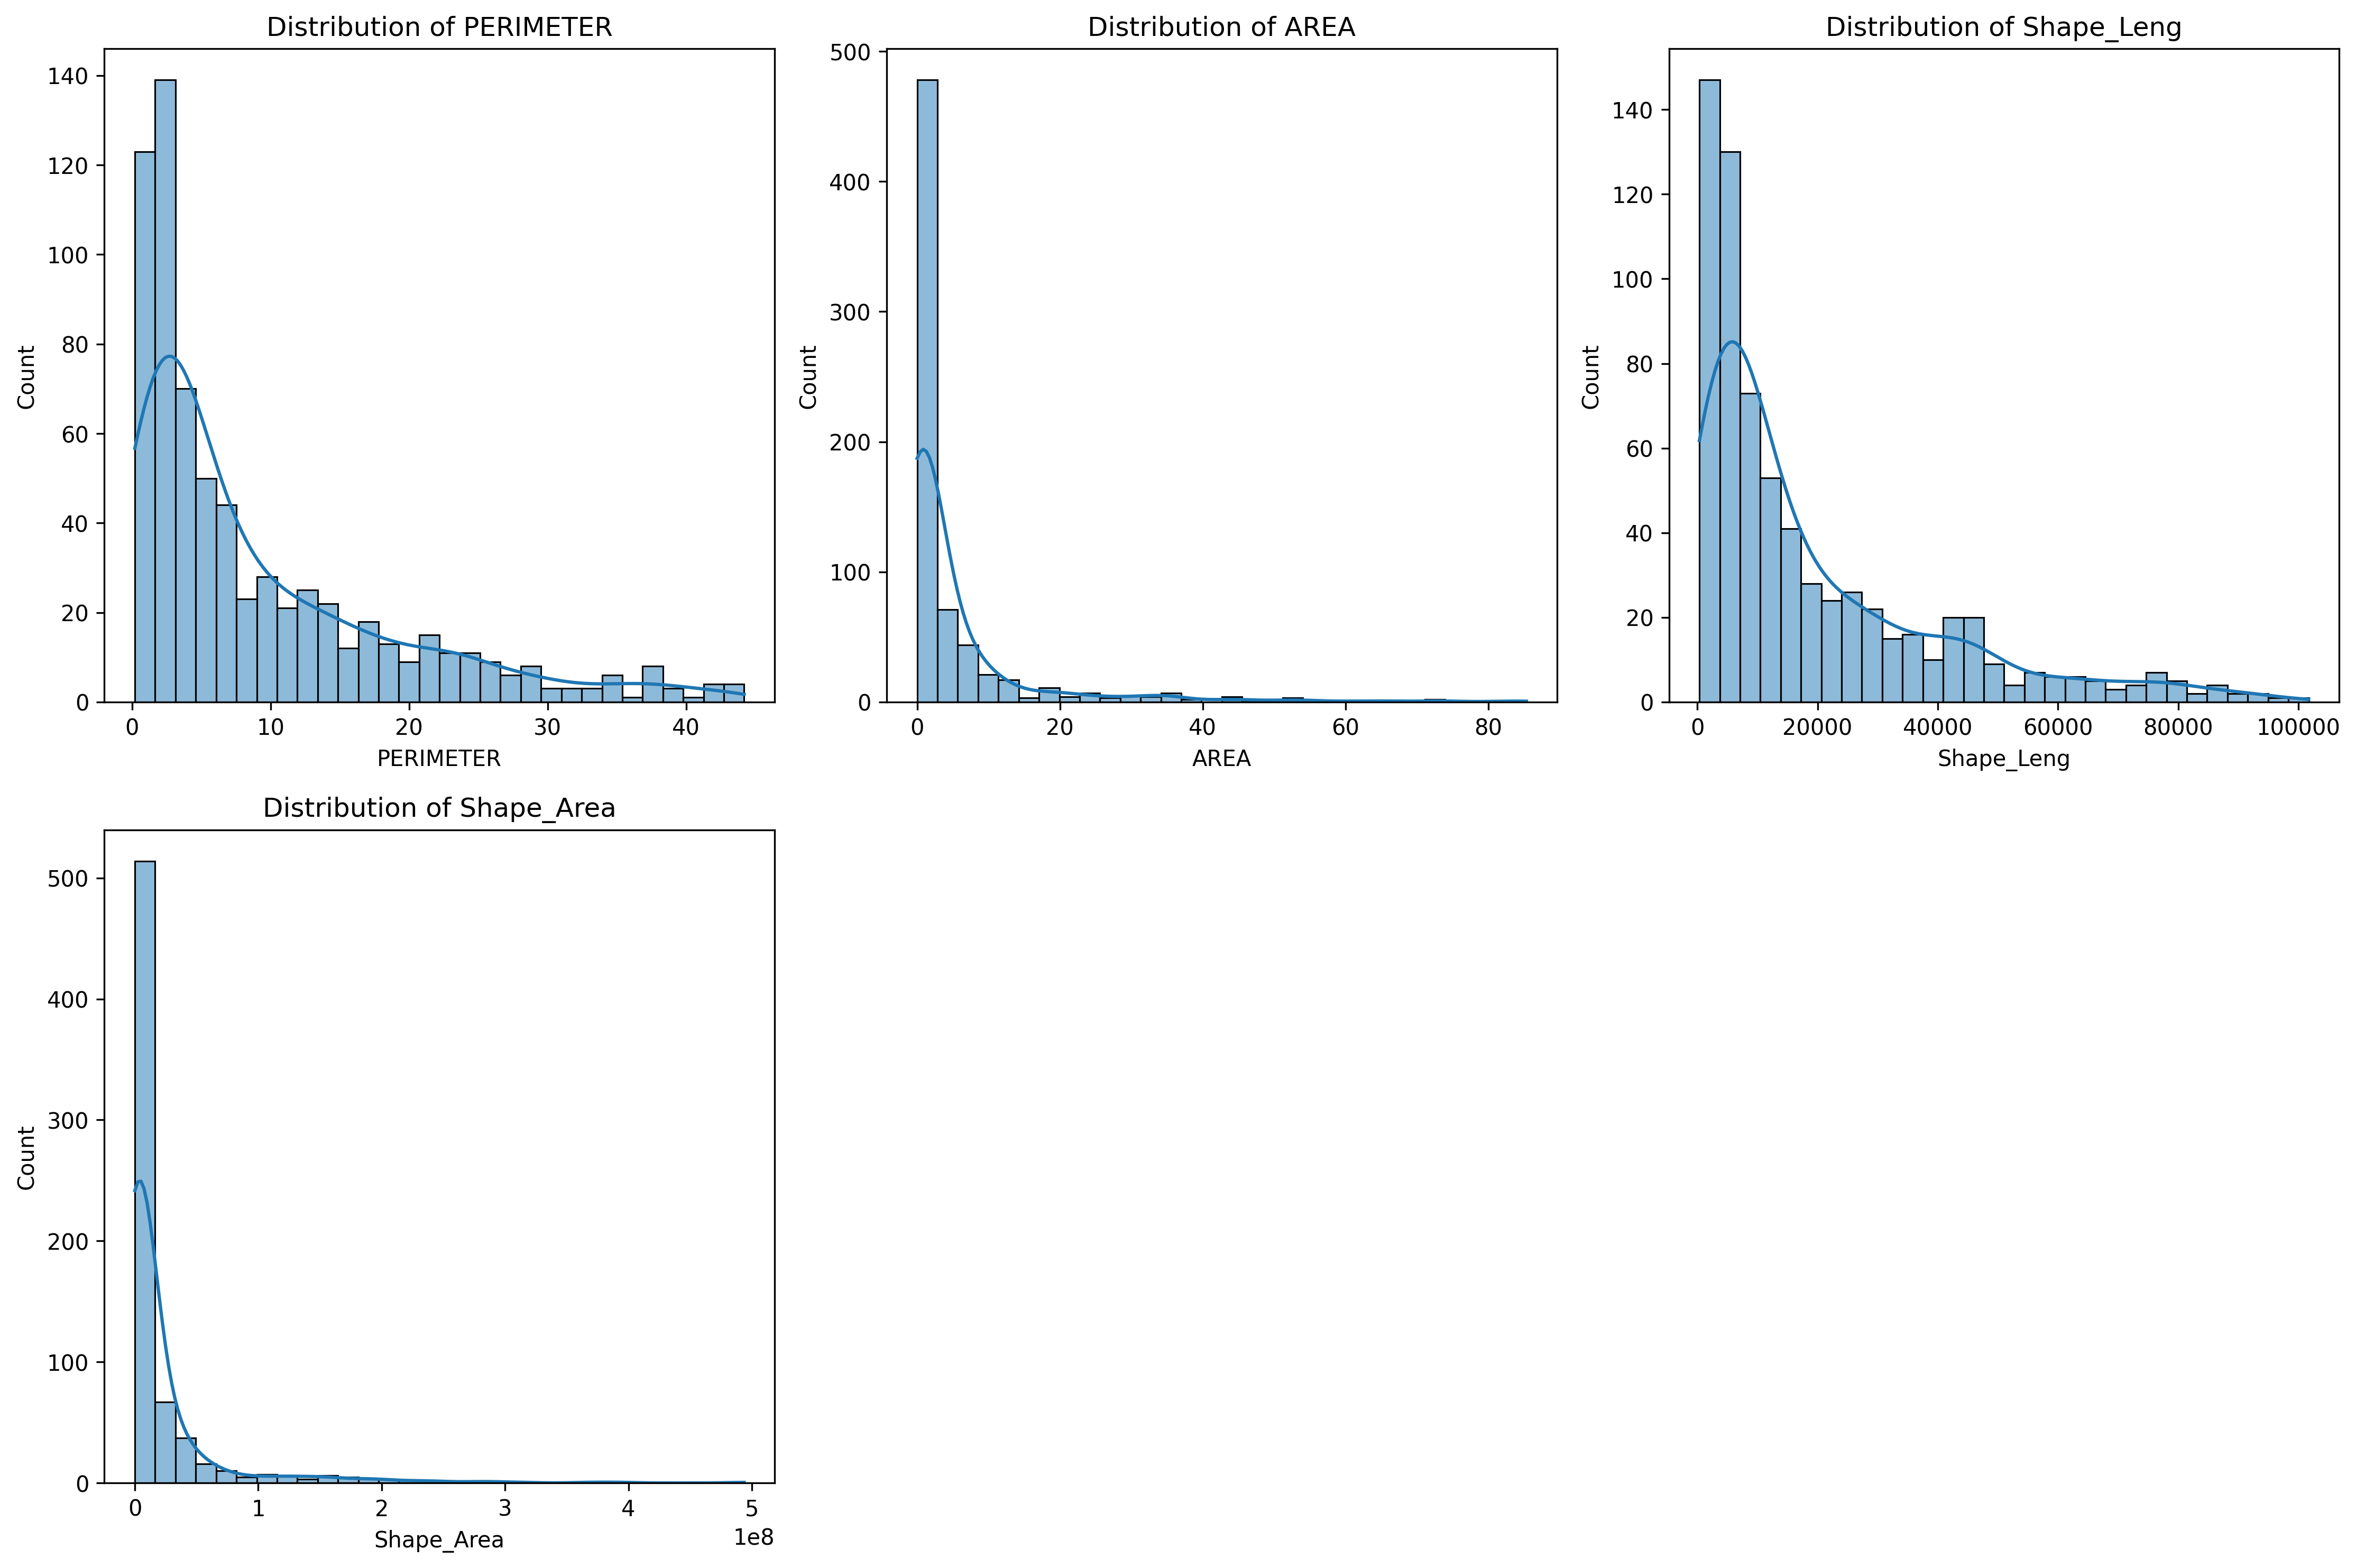 Distribution of PERIMETER
140
120
100
80
60
40
20
0
Count
0 10 20 30 40
PERIMETER
Distribution of AREA
500
400
300
200
100
0
Count
0 20 40 60 80
AREA
Distribution of Shape_Leng
140
120
100
80
60
40
20
0
Count
0 20000 40000 60000 80000 100000
Shape_Leng
Distribution of Shape_Area
500
400
300
200
100
0
Count
0 1 2 3 4 5
1e8
Shape_Area